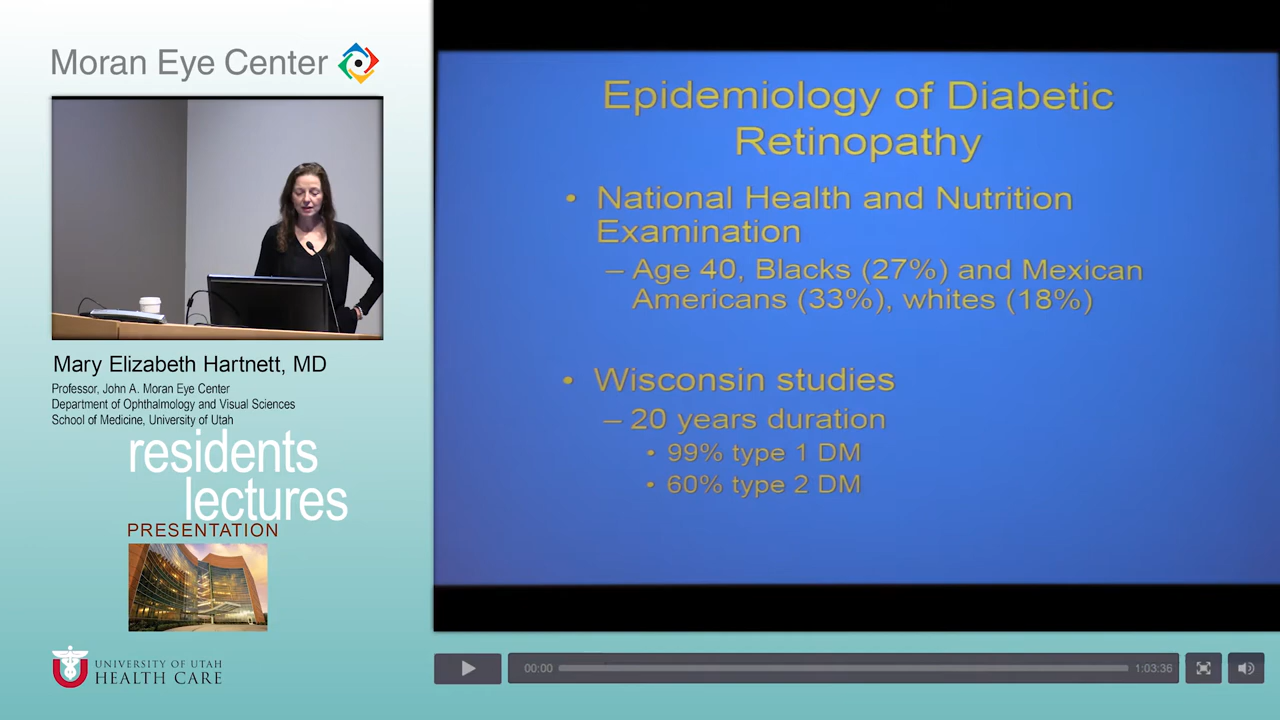 Moran Eye Center
Mary Elizabeth Hartnett, MD
Professor, John A. Moran Eye Center
Department of Ophthalmology and Visual Sciences
School of Medicine, University of Utah
residents
lectures
PRESENTATION
UNIVERSITY OF UTAH
HEALTH CARE
Epidemiology of Diabetic
Retinopathy
• National Health and Nutrition
Examination
– Age 40, Blacks (27%) and Mexican
Americans (33%), whites (18%)
• Wisconsin studies
– 20 years duration
• 99% type 1 DM
• 60% type 2 DM
00:00
1:03:36